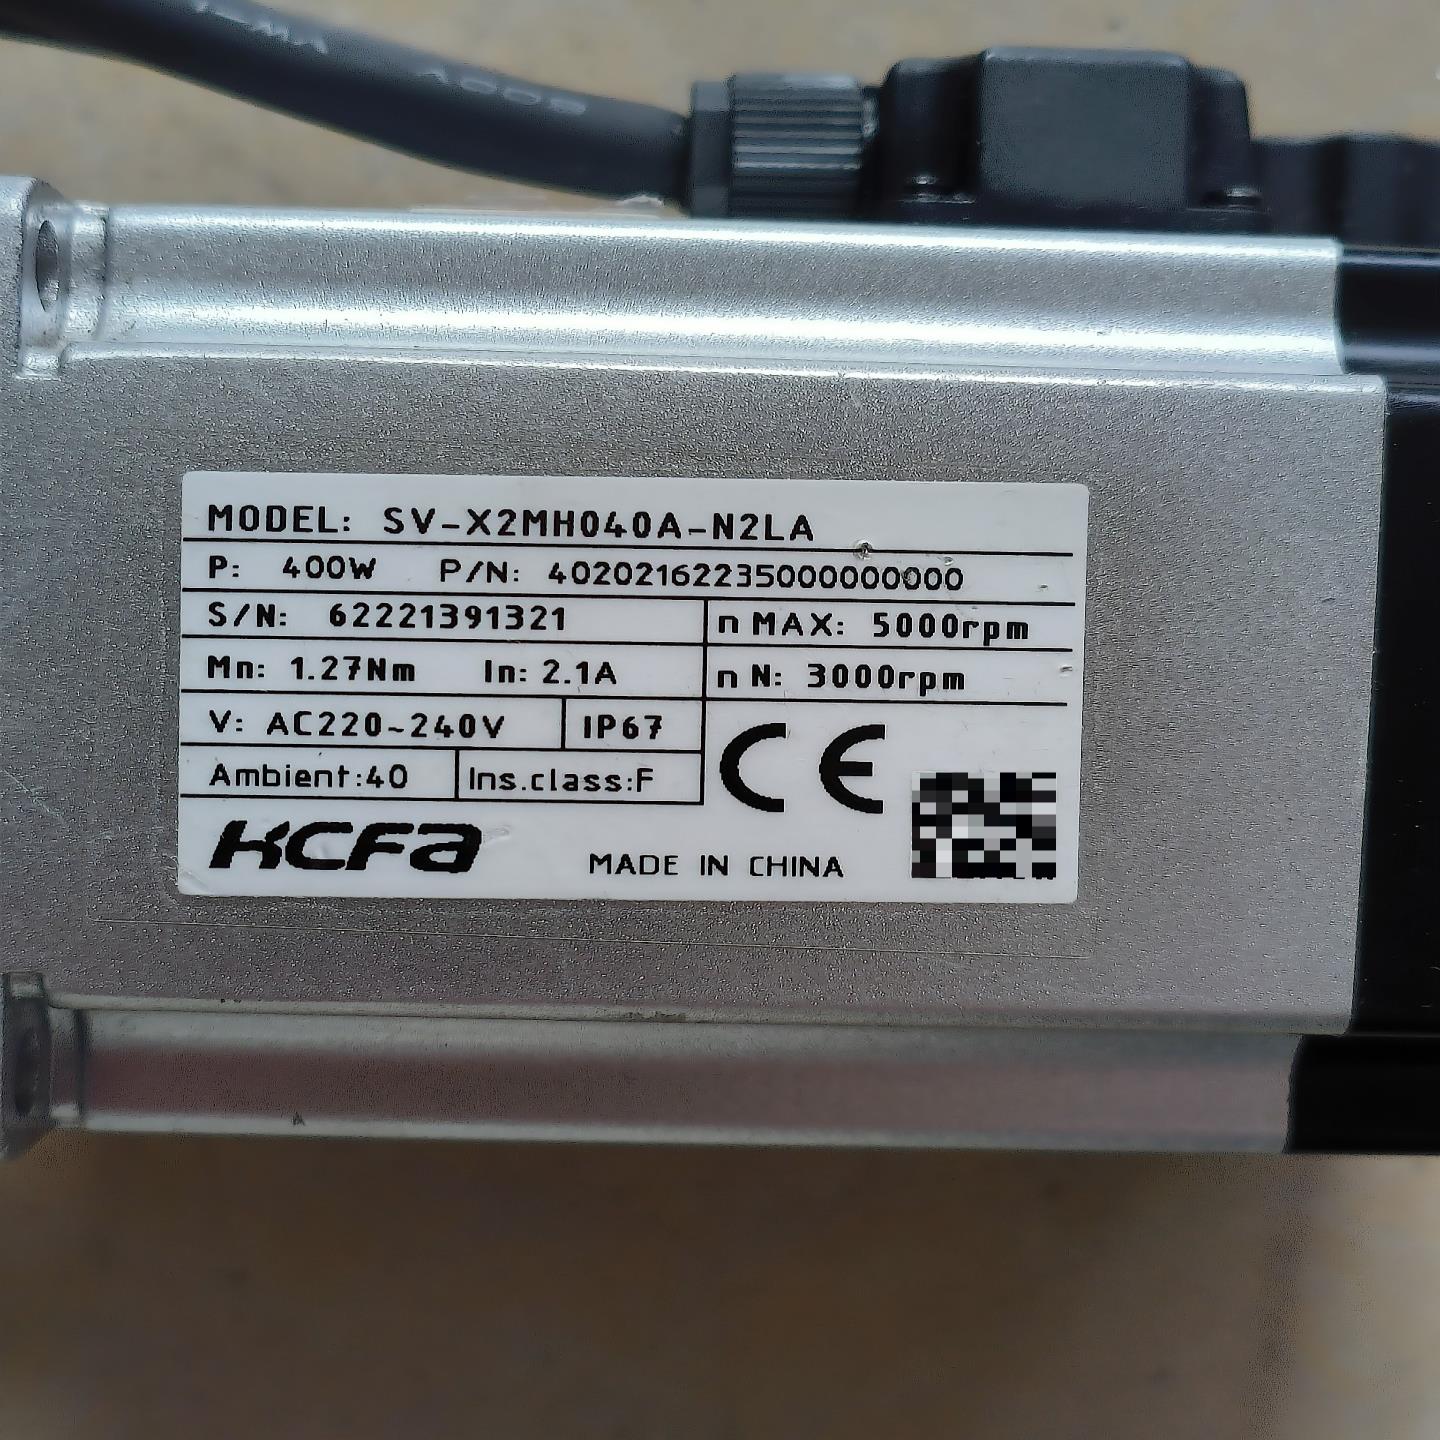 MODEL: SV-X2MH040A-N2LA
P: 400W P/N: 40202162235000000000
S/N: 62221391321
n MAX: 5000rpm
Mn: 1.27Nm In: 2.1A
n N: 3000rpm
V: AC220~240V IP67
Ambient:40 Ins.class:F
CE
KCFA
MADE IN CHINA